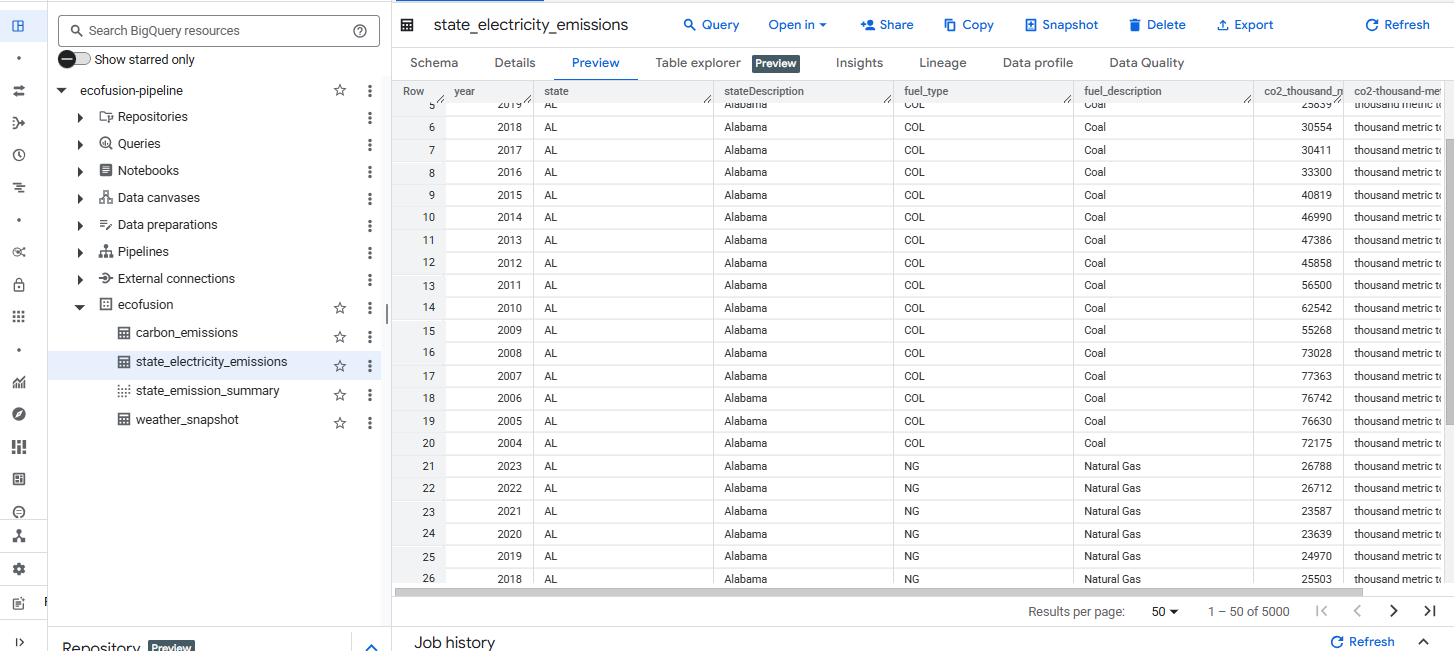 Search BigQuery resources
Show starred only
ecofusion-pipeline
Repositories
Queries
Notebooks
Data canvases
Data preparations
Pipelines
External connections
ecofusion
carbon_emissions
state_electricity_emissions
state_emission_summary
weather_snapshot
Repository Preview
state_electricity_emissions Query Open in Share Copy Snapshot Delete Export Refresh
Schema Details Preview Table explorer Preview Insights Lineage Data profile Data Quality
Row year state stateDescription fuel_type fuel_description co2_thousand_m co2-thousand-met
5 2019 AL Alabama COL Coal 25839 thousand metric to
6 2018 AL Alabama COL Coal 30554 thousand metric to
7 2017 AL Alabama COL Coal 30411 thousand metric to
8 2016 AL Alabama COL Coal 33300 thousand metric to
9 2015 AL Alabama COL Coal 40819 thousand metric to
10 2014 AL Alabama COL Coal 46990 thousand metric to
11 2013 AL Alabama COL Coal 47386 thousand metric to
12 2012 AL Alabama COL Coal 45858 thousand metric to
13 2011 AL Alabama COL Coal 56500 thousand metric to
14 2010 AL Alabama COL Coal 62542 thousand metric to
15 2009 AL Alabama COL Coal 55268 thousand metric to
16 2008 AL Alabama COL Coal 73028 thousand metric to
17 2007 AL Alabama COL Coal 77363 thousand metric to
18 2006 AL Alabama COL Coal 76742 thousand metric to
19 2005 AL Alabama COL Coal 76630 thousand metric to
20 2004 AL Alabama COL Coal 72175 thousand metric to
21 2023 AL Alabama NG Natural Gas 26788 thousand metric to
22 2022 AL Alabama NG Natural Gas 26712 thousand metric to
23 2021 AL Alabama NG Natural Gas 23587 thousand metric to
24 2020 AL Alabama NG Natural Gas 23639 thousand metric to
25 2019 AL Alabama NG Natural Gas 24970 thousand metric to
26 2018 AL Alabama NG Natural Gas 25503 thousand metric to
Results per page: 50 1 – 50 of 5000
Job history Refresh